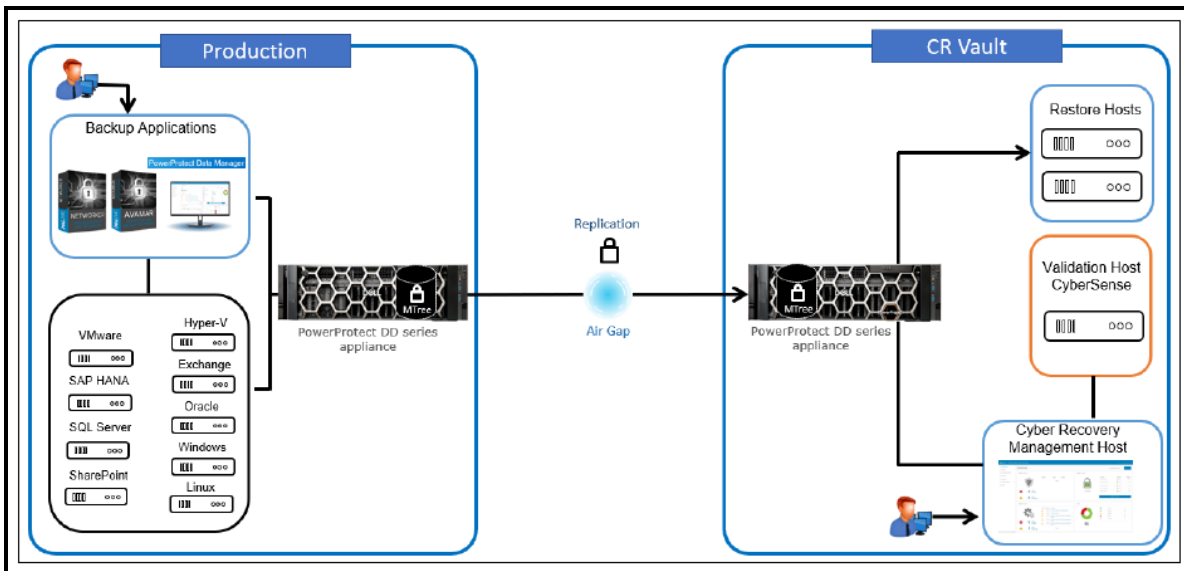 Production
Backup Applications
PowerProtect Data Manager
NETWORKER
AVAMAR
VMware
SAP HANA
SQL Server
SharePoint
Hyper-V
Exchange
Oracle
Windows
Linux
MTree
PowerProtect DD series
appliance
Replication
Air Gap
CR Vault
MTree
PowerProtect DD series
appliance
Restore Hosts
Validation Host
CyberSense
Cyber Recovery
Management Host